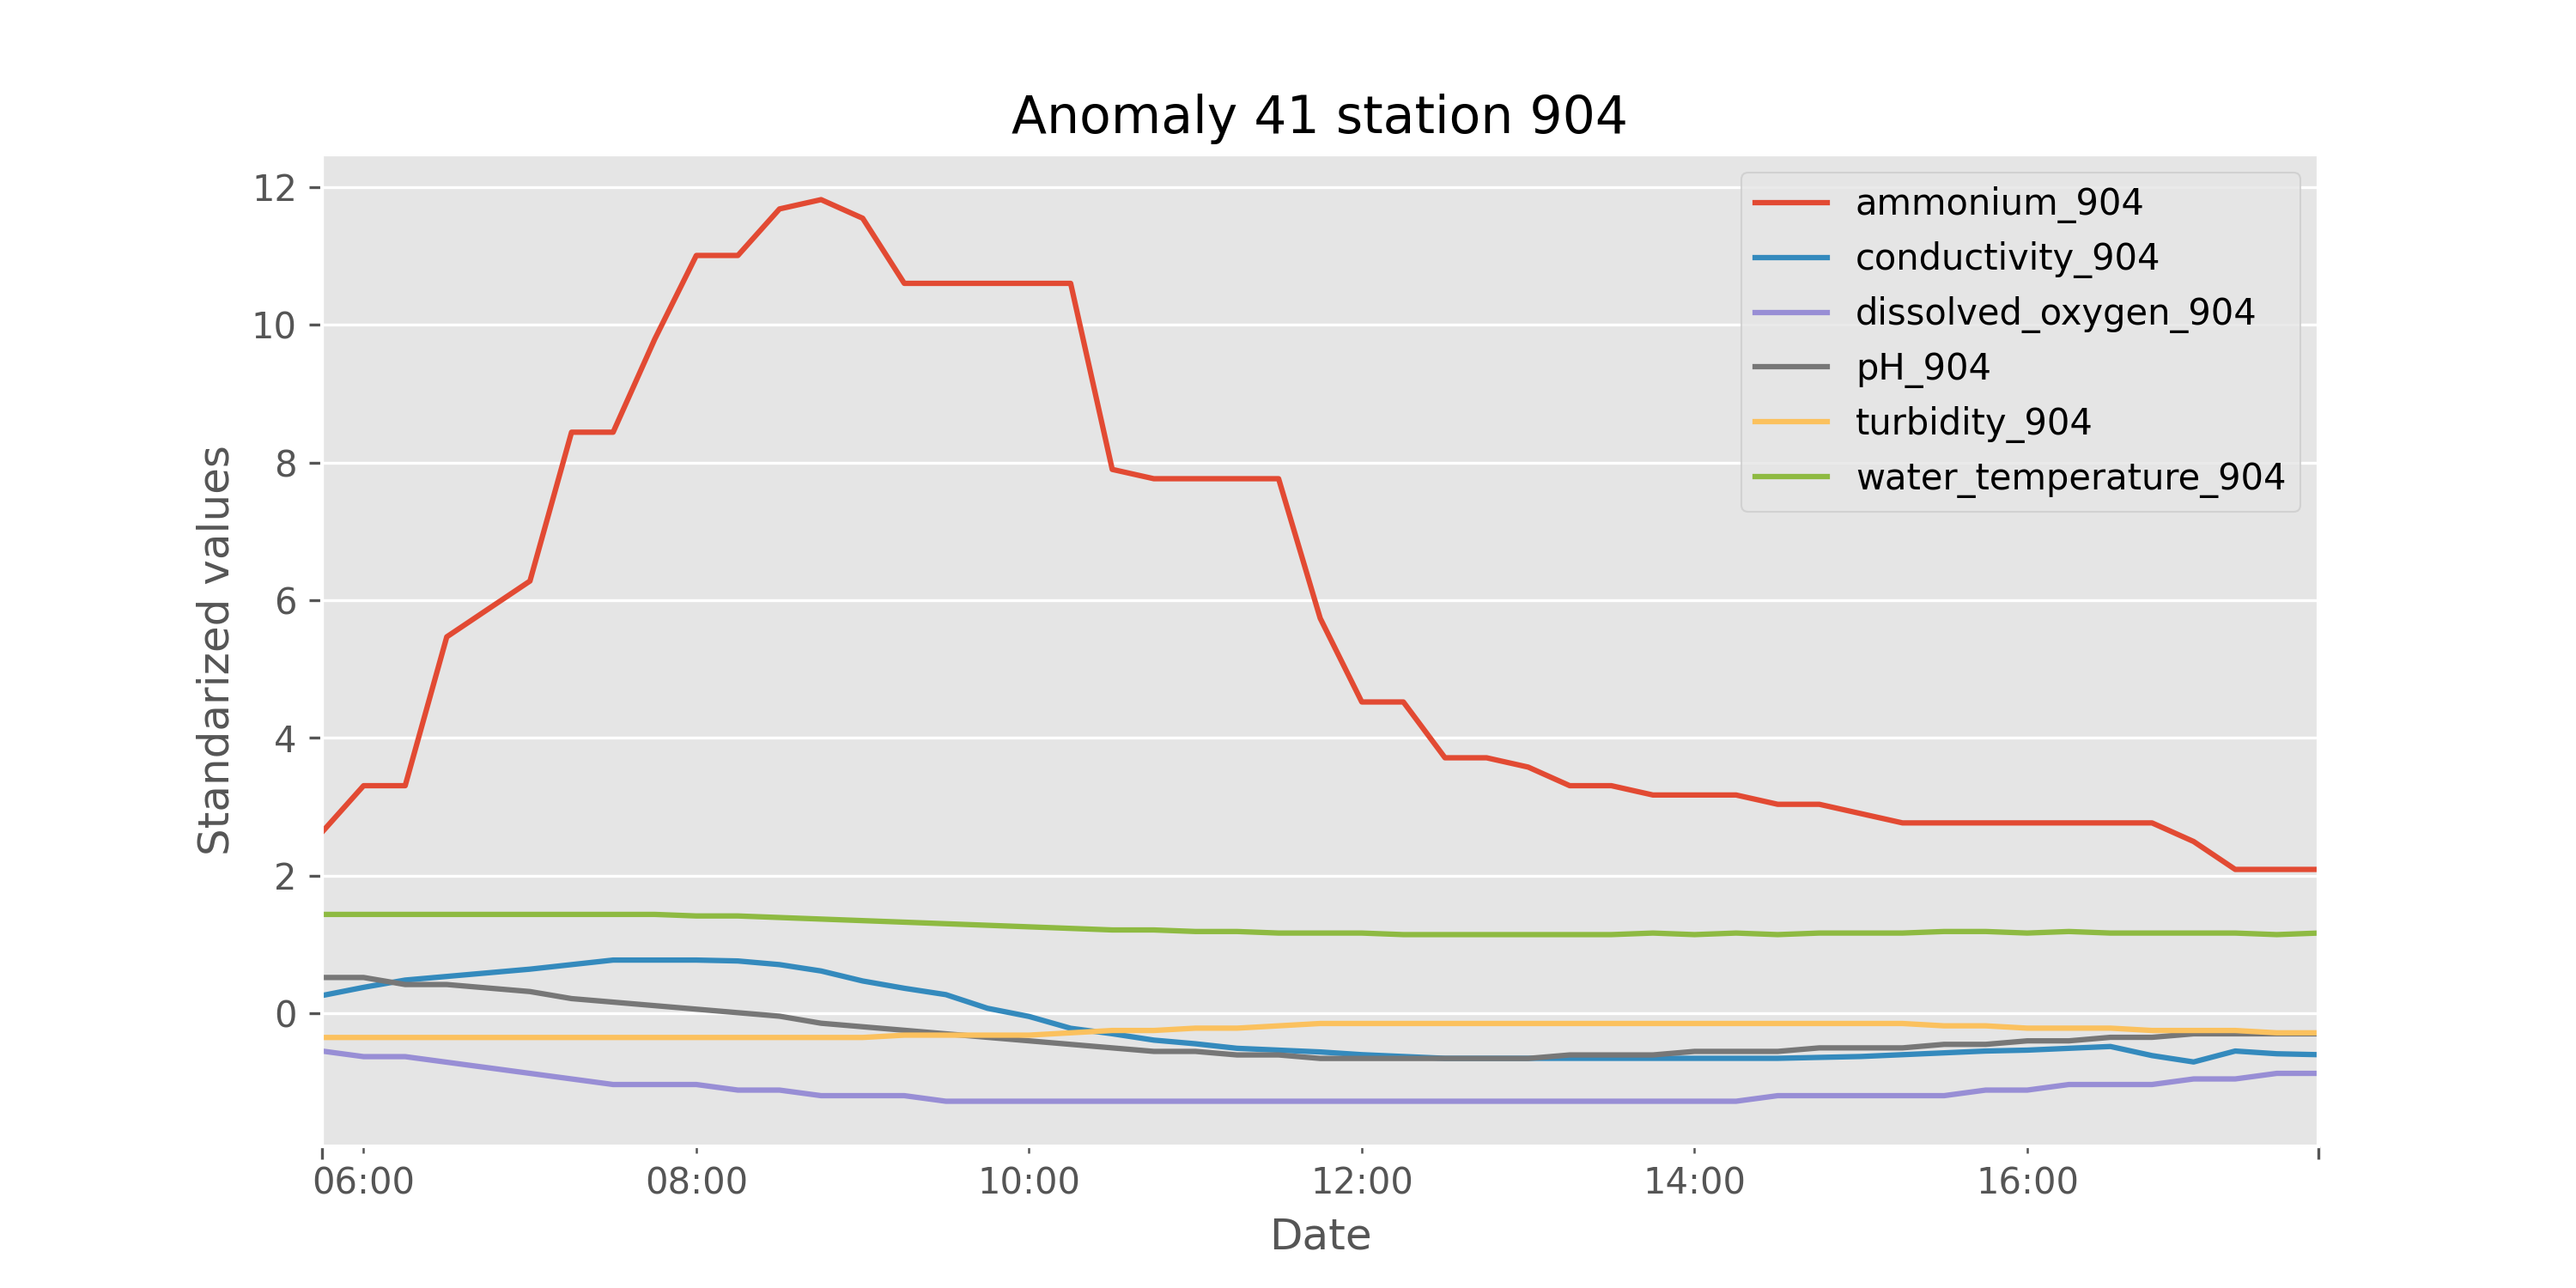 Anomaly 41 station 904
12
10
8
6
4
2
0
Standarized values
ammonium_904
conductivity_904
dissolved_oxygen_904
pH_904
turbidity_904
water_temperature_904
06:00 08:00 10:00 12:00 14:00 16:00
Date